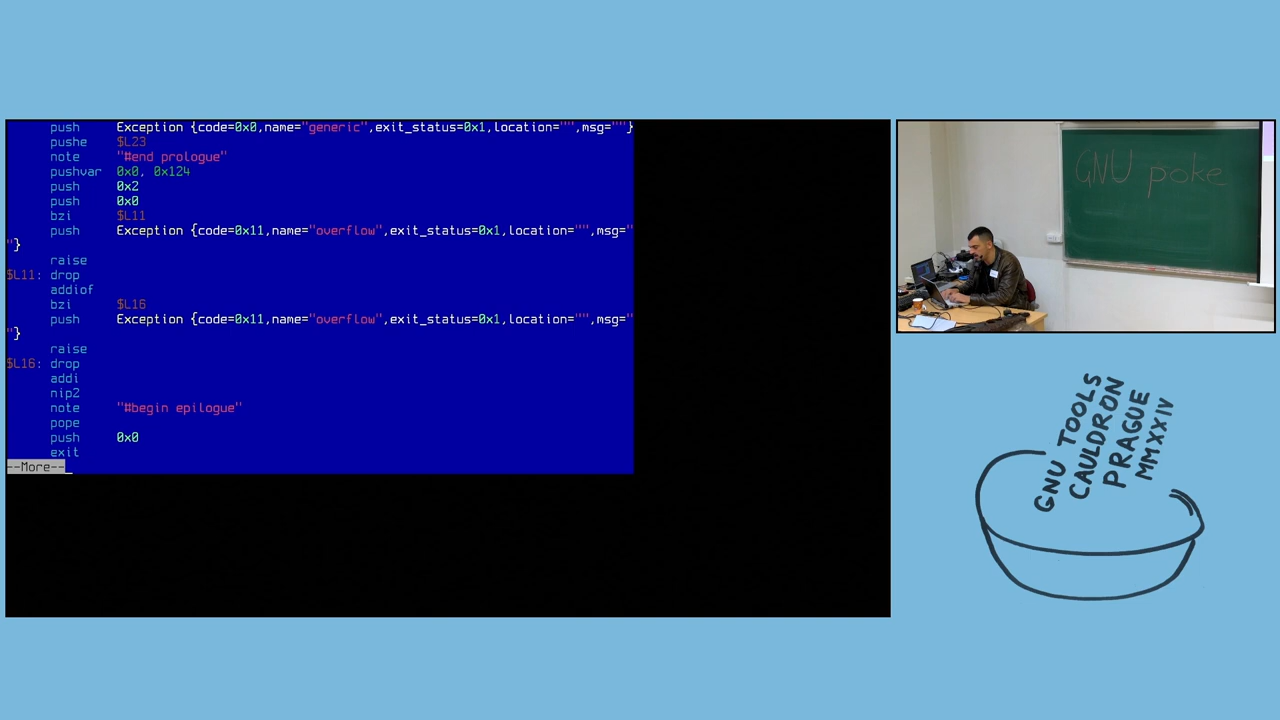 push Exception {code=0x0,name="generic",exit_status=0x1,location="",msg=""}
pushe $L23
note "#end prologue"
pushvar 0x0, 0x124
push 0x2
push 0x0
bzi $L11
push Exception {code=0x11,name="overflow",exit_status=0x1,location="",msg="
"}
raise
$L11: drop
addiof
bzi $L16
push Exception {code=0x11,name="overflow",exit_status=0x1,location="",msg="
"}
raise
$L16: drop
addi
nip2
note "#begin epilogue"
pope
push 0x0
exit
--More--
GNU poke
GNU TOOLS
CAULDRON
PRAGUE
MMXXIV